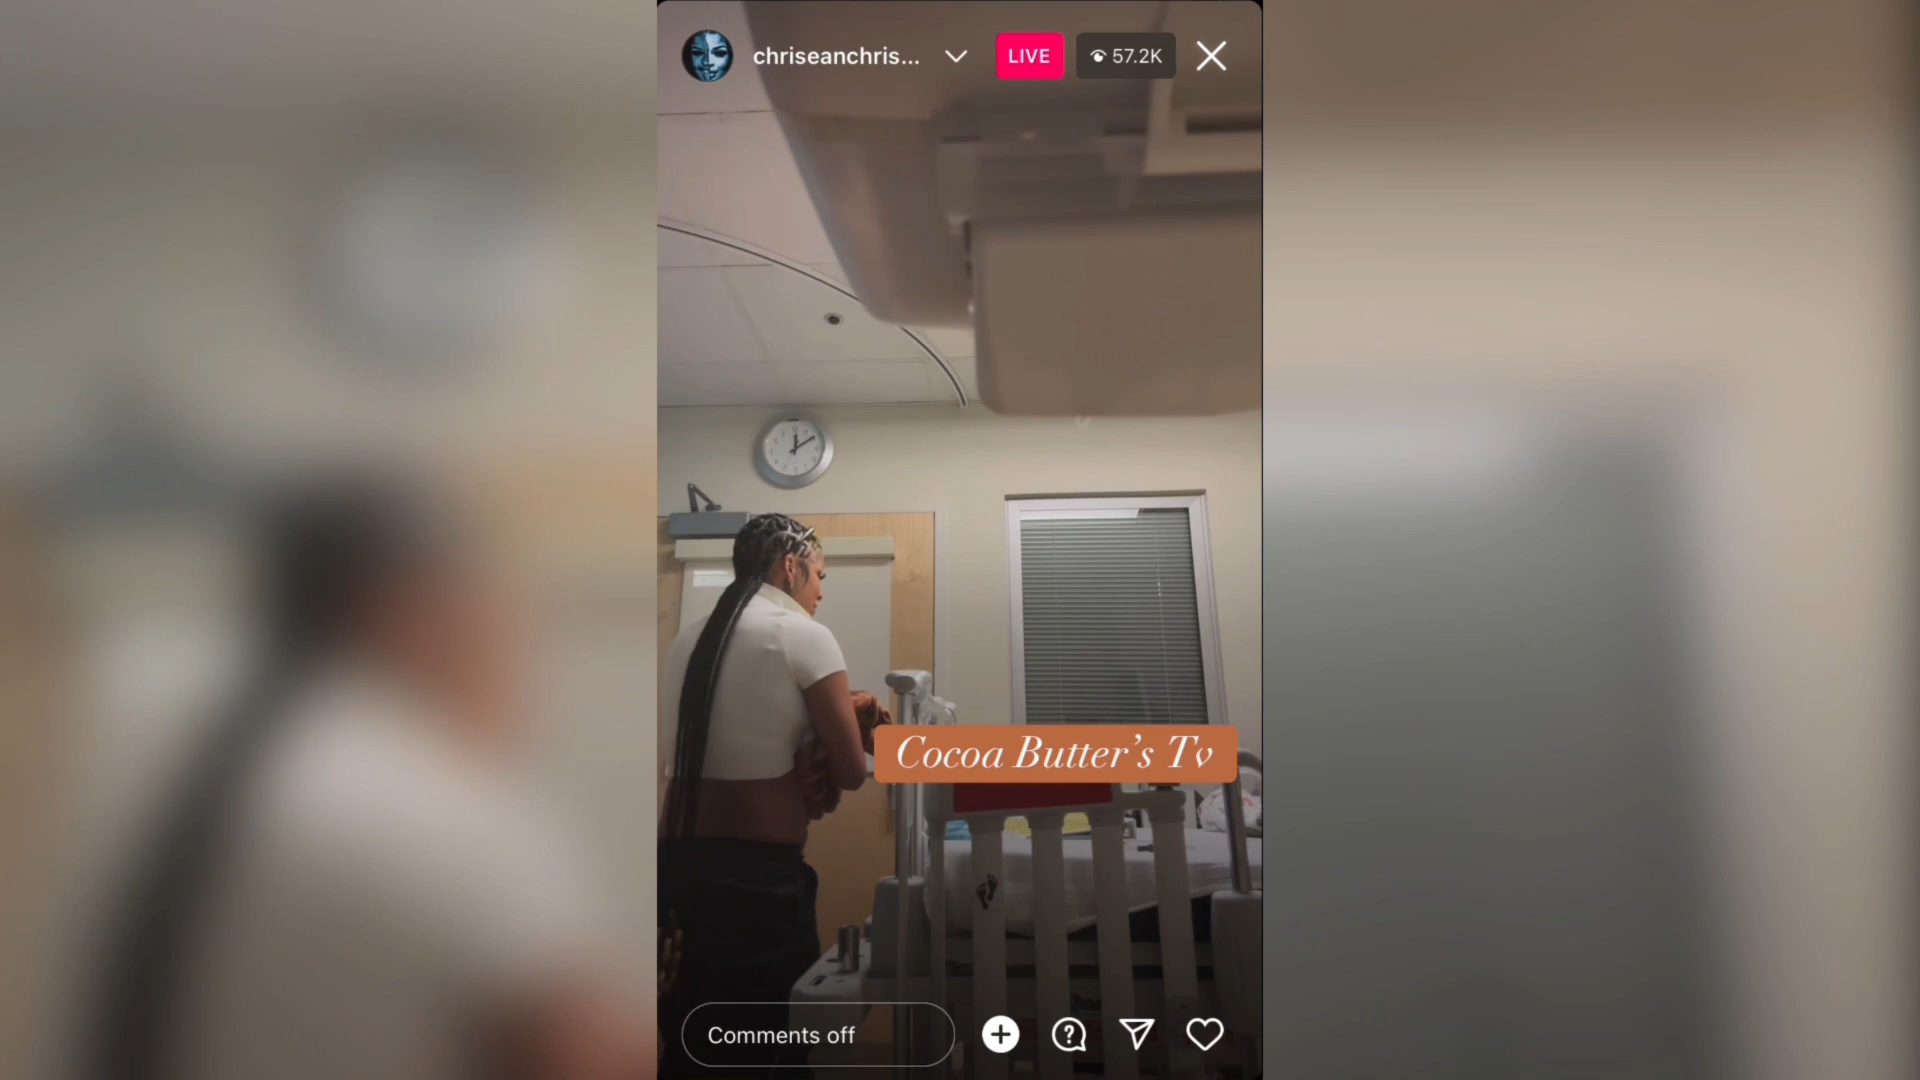 chriseanchris...
LIVE
57.2K
Cocoa Butter’s Tv
Comments off